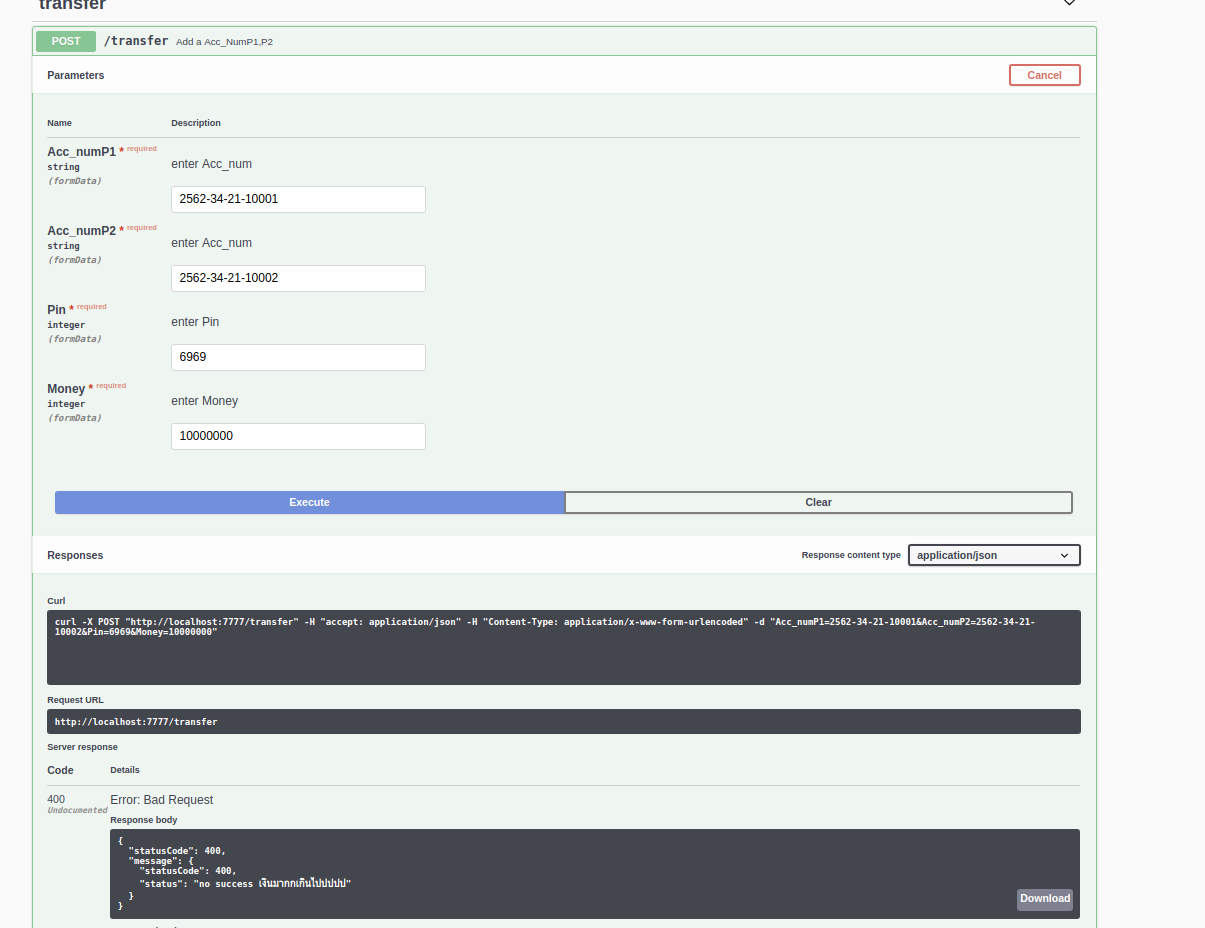 transfer
POST /transfer Add a Acc_NumP1,P2
Parameters Cancel
Name Description
Acc_numP1 * required
string
(formData)
enter Acc_num
2562-34-21-10001
Acc_numP2 * required
string
(formData)
enter Acc_num
2562-34-21-10002
Pin * required
integer
(formData)
enter Pin
6969
Money * required
integer
(formData)
enter Money
10000000
Execute Clear
Responses Response content type application/json
Curl
curl -X POST "http://localhost:7777/transfer" -H "accept: application/json" -H "Content-Type: application/x-www-form-urlencoded" -d "Acc_numP1=2562-34-21-10001&Acc_numP2=2562-34-21-
10002&Pin=6969&Money=10000000"
Request URL
http://localhost:7777/transfer
Server response
Code Details
400
Undocumented
Error: Bad Request
Response body
{
"statusCode": 400,
"message": {
"statusCode": 400,
"status": "no success เงินมากกเกินไปปปปป"
}
}
Download